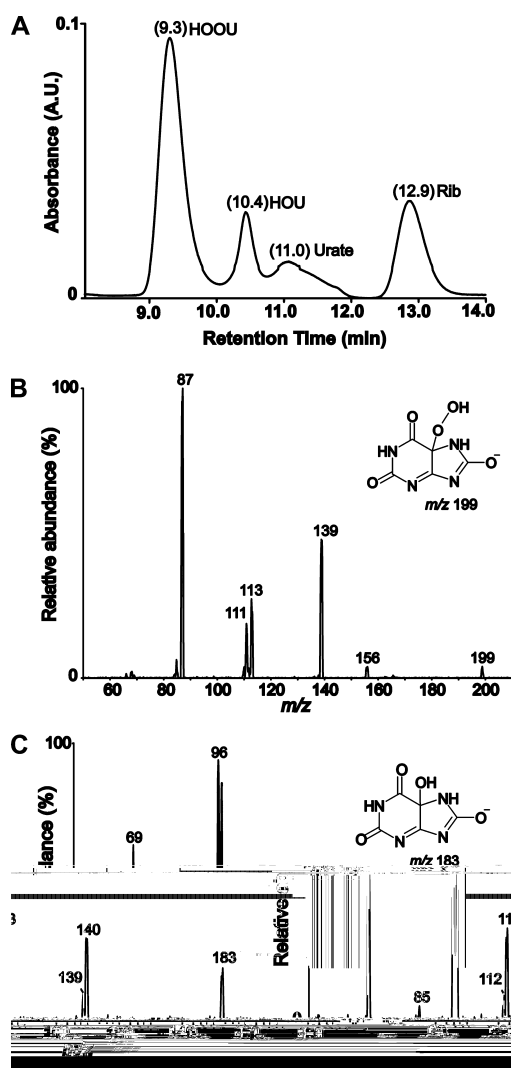 A
0.1
(9.3) HOOU
(10.4) HOU
(11.0) Urate
(12.9) Rib
Absorbance (A.U.)
0
9.0 10.0 11.0 12.0 13.0 14.0
Retention Time (min)
B
100
87
139
113
111
156
199
Relative abundance (%)
0
60 80 100 120 140 160 180 200
m/z
O
OH
O
HN
NH
O
N
N
O⁻
m/z 199
C
100
96
69
lance (%)
O
OH
HN
NH
O
N
N
O⁻
m/z 183
Relative
140
139
183
85
112
11